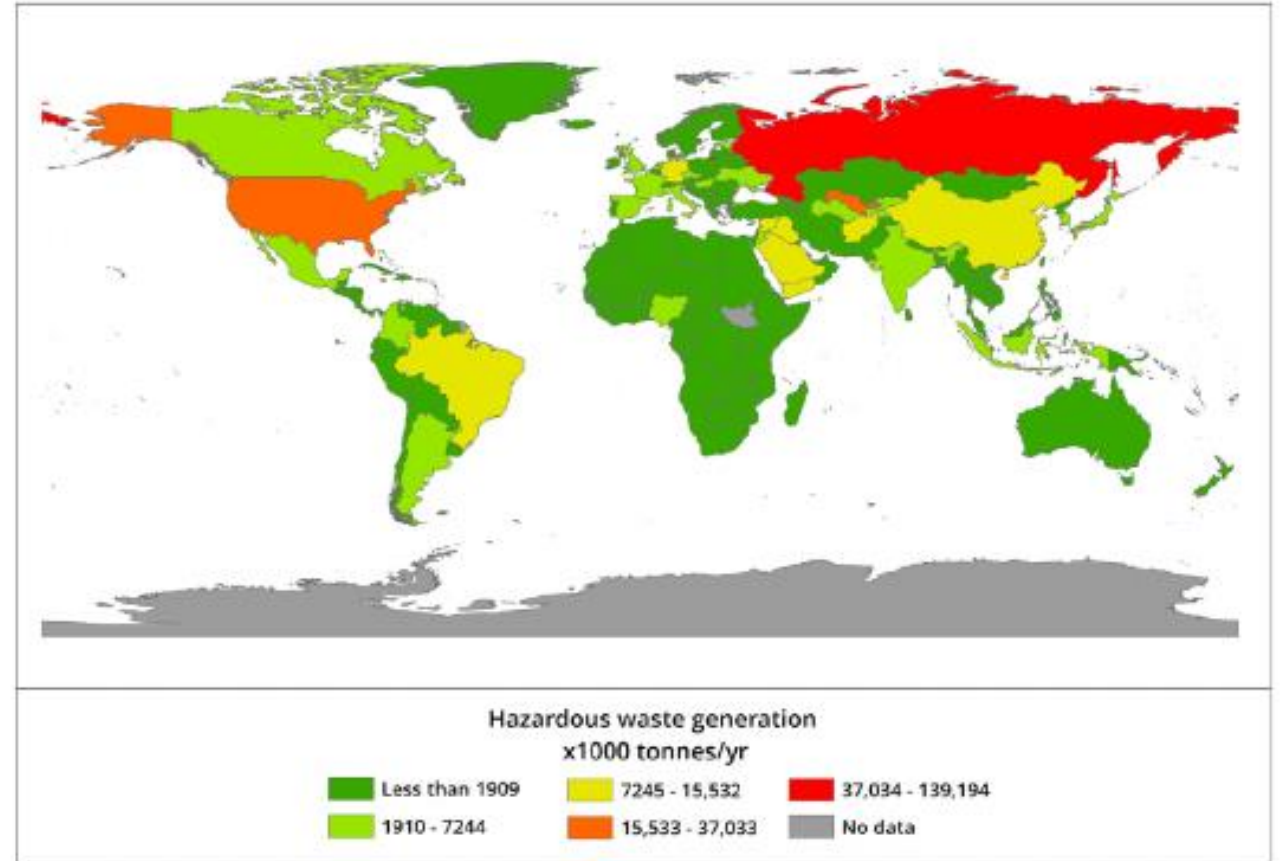 Hazardous waste generation
x1000 tonnes/yr
Less than 1909
7245 - 15,532
37,034 - 139,194
1910 - 7244
15,533 - 37,033
No data